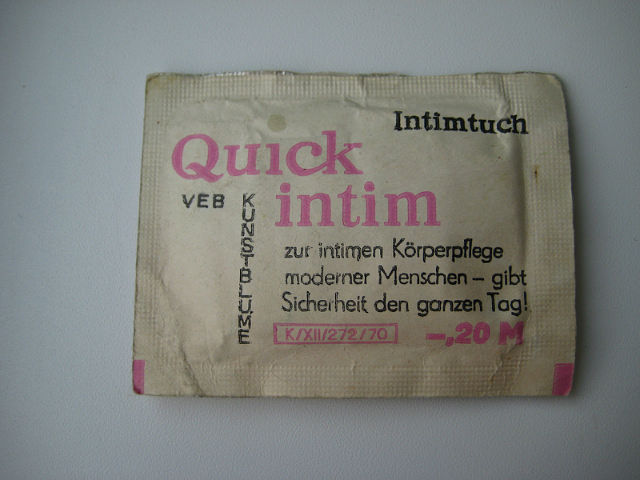 Intimtuch
Quick
intim
VEB
KUNSTBLUME
zur intimen Körperpflege
moderner Menschen – gibt
Sicherheit den ganzen Tag!
K/XII/272/70
–,20 M